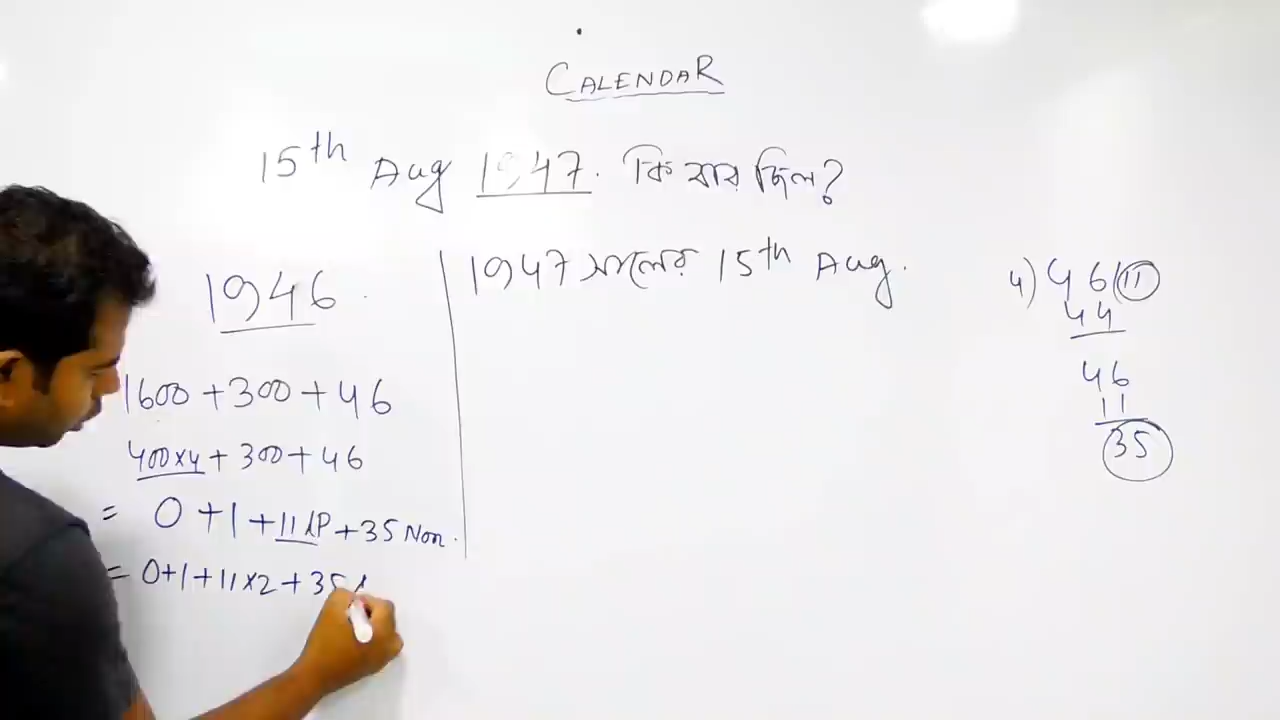 CALENDAR
15th Aug 1947. কি বার ছিল?
1946.
1600 + 300 + 46
400x4 + 300 + 46
= 0 + 1 + 11 LP + 35 Non.
= 0+1+11x2+35
1947 সালের 15th Aug.
4) 46 (11
44
46
11
35